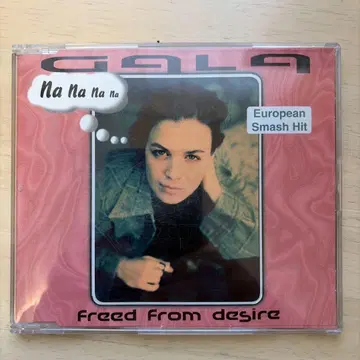 GALA
Na Na Na Na
European
Smash Hit
freed from desire